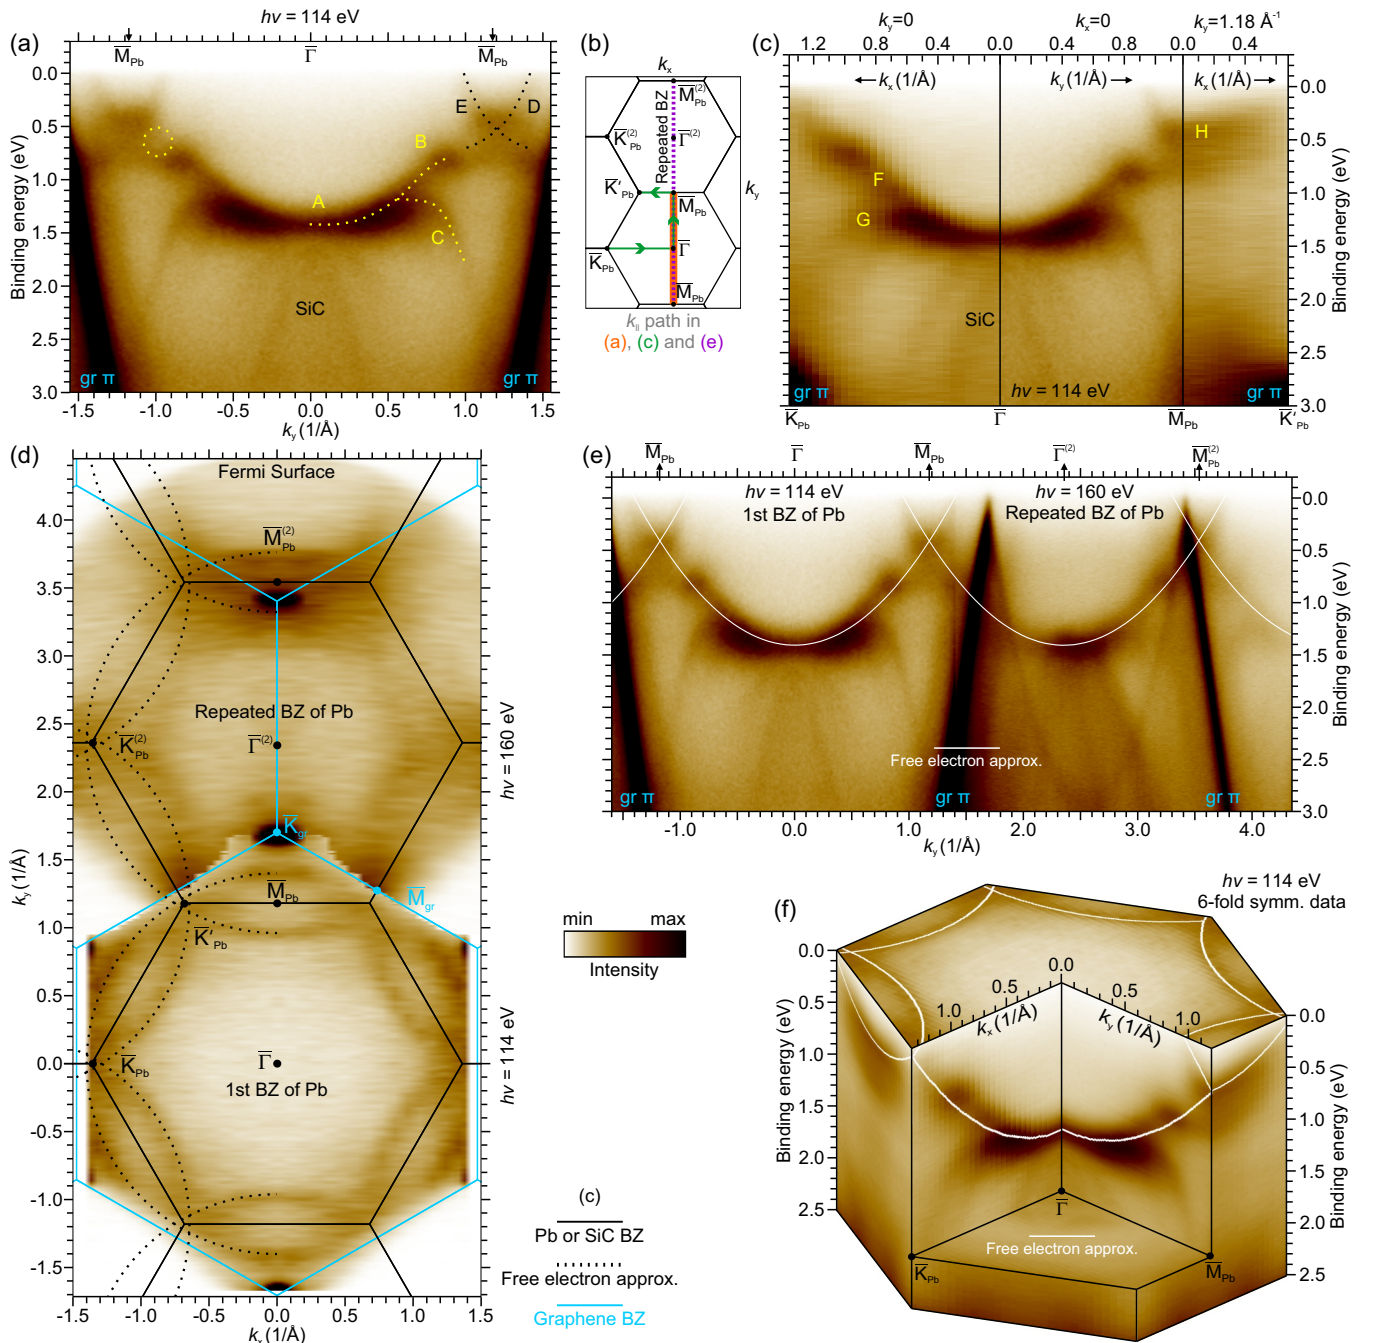 (a)
hν = 114 eV
M̅Pb
Γ̅
M̅Pb
Binding energy (eV)
0.0
0.5
1.0
1.5
2.0
2.5
3.0
E
D
B
A
C
SiC
gr π
gr π
-1.5
-1.0
-0.5
0.0
0.5
1.0
1.5
ky (1/Å)
(b)
kx
M̅Pb(2)
Repeated BZ
K̅Pb(2)
Γ̅(2)
K̅'Pb
M̅Pb
ky
Γ̅
K̅Pb
M̅Pb
k|| path in
(a), (c) and (e)
(c)
ky=0
kx=0
ky=1.18 Å-1
1.2
0.8
0.4
0.0
0.4
0.8
0.0
0.4
kx (1/Å)
ky (1/Å)
kx (1/Å)
F
G
H
SiC
hν = 114 eV
gr π
gr π
0.0
0.5
1.0
1.5
2.0
2.5
3.0
Binding energy (eV)
K̅Pb
Γ̅
M̅Pb
K̅'Pb
(d)
Fermi Surface
M̅Pb(2)
Repeated BZ of Pb
K̅Pb(2)
Γ̅(2)
K̅gr
M̅Pb
M̅gr
K̅'Pb
K̅Pb
Γ̅
1st BZ of Pb
4.0
3.5
3.0
2.5
2.0
1.5
1.0
0.5
0.0
-0.5
-1.0
-1.5
ky (1/Å)
hν = 160 eV
hν = 114 eV
-1.5
-1.0
-0.5
0.0
0.5
1.0
1.5
kx (1/Å)
(e)
M̅Pb
Γ̅
M̅Pb
Γ̅(2)
M̅Pb(2)
hν = 114 eV
1st BZ of Pb
hν = 160 eV
Repeated BZ of Pb
Free electron approx.
gr π
gr π
gr π
0.0
0.5
1.0
1.5
2.0
2.5
3.0
Binding energy (eV)
-1.0
0.0
1.0
2.0
3.0
4.0
ky (1/Å)
min
max
Intensity
(c)
Pb or SiC BZ
Free electron approx.
Graphene BZ
(f)
hν = 114 eV
6-fold symm. data
0.0
0.5
1.0
1.5
2.0
2.5
Binding energy (eV)
0.0
0.5
1.0
kx (1/Å)
0.5
1.0
ky (1/Å)
0.0
0.5
1.0
1.5
2.0
2.5
Binding energy (eV)
Γ̅
Free electron approx.
K̅Pb
M̅Pb